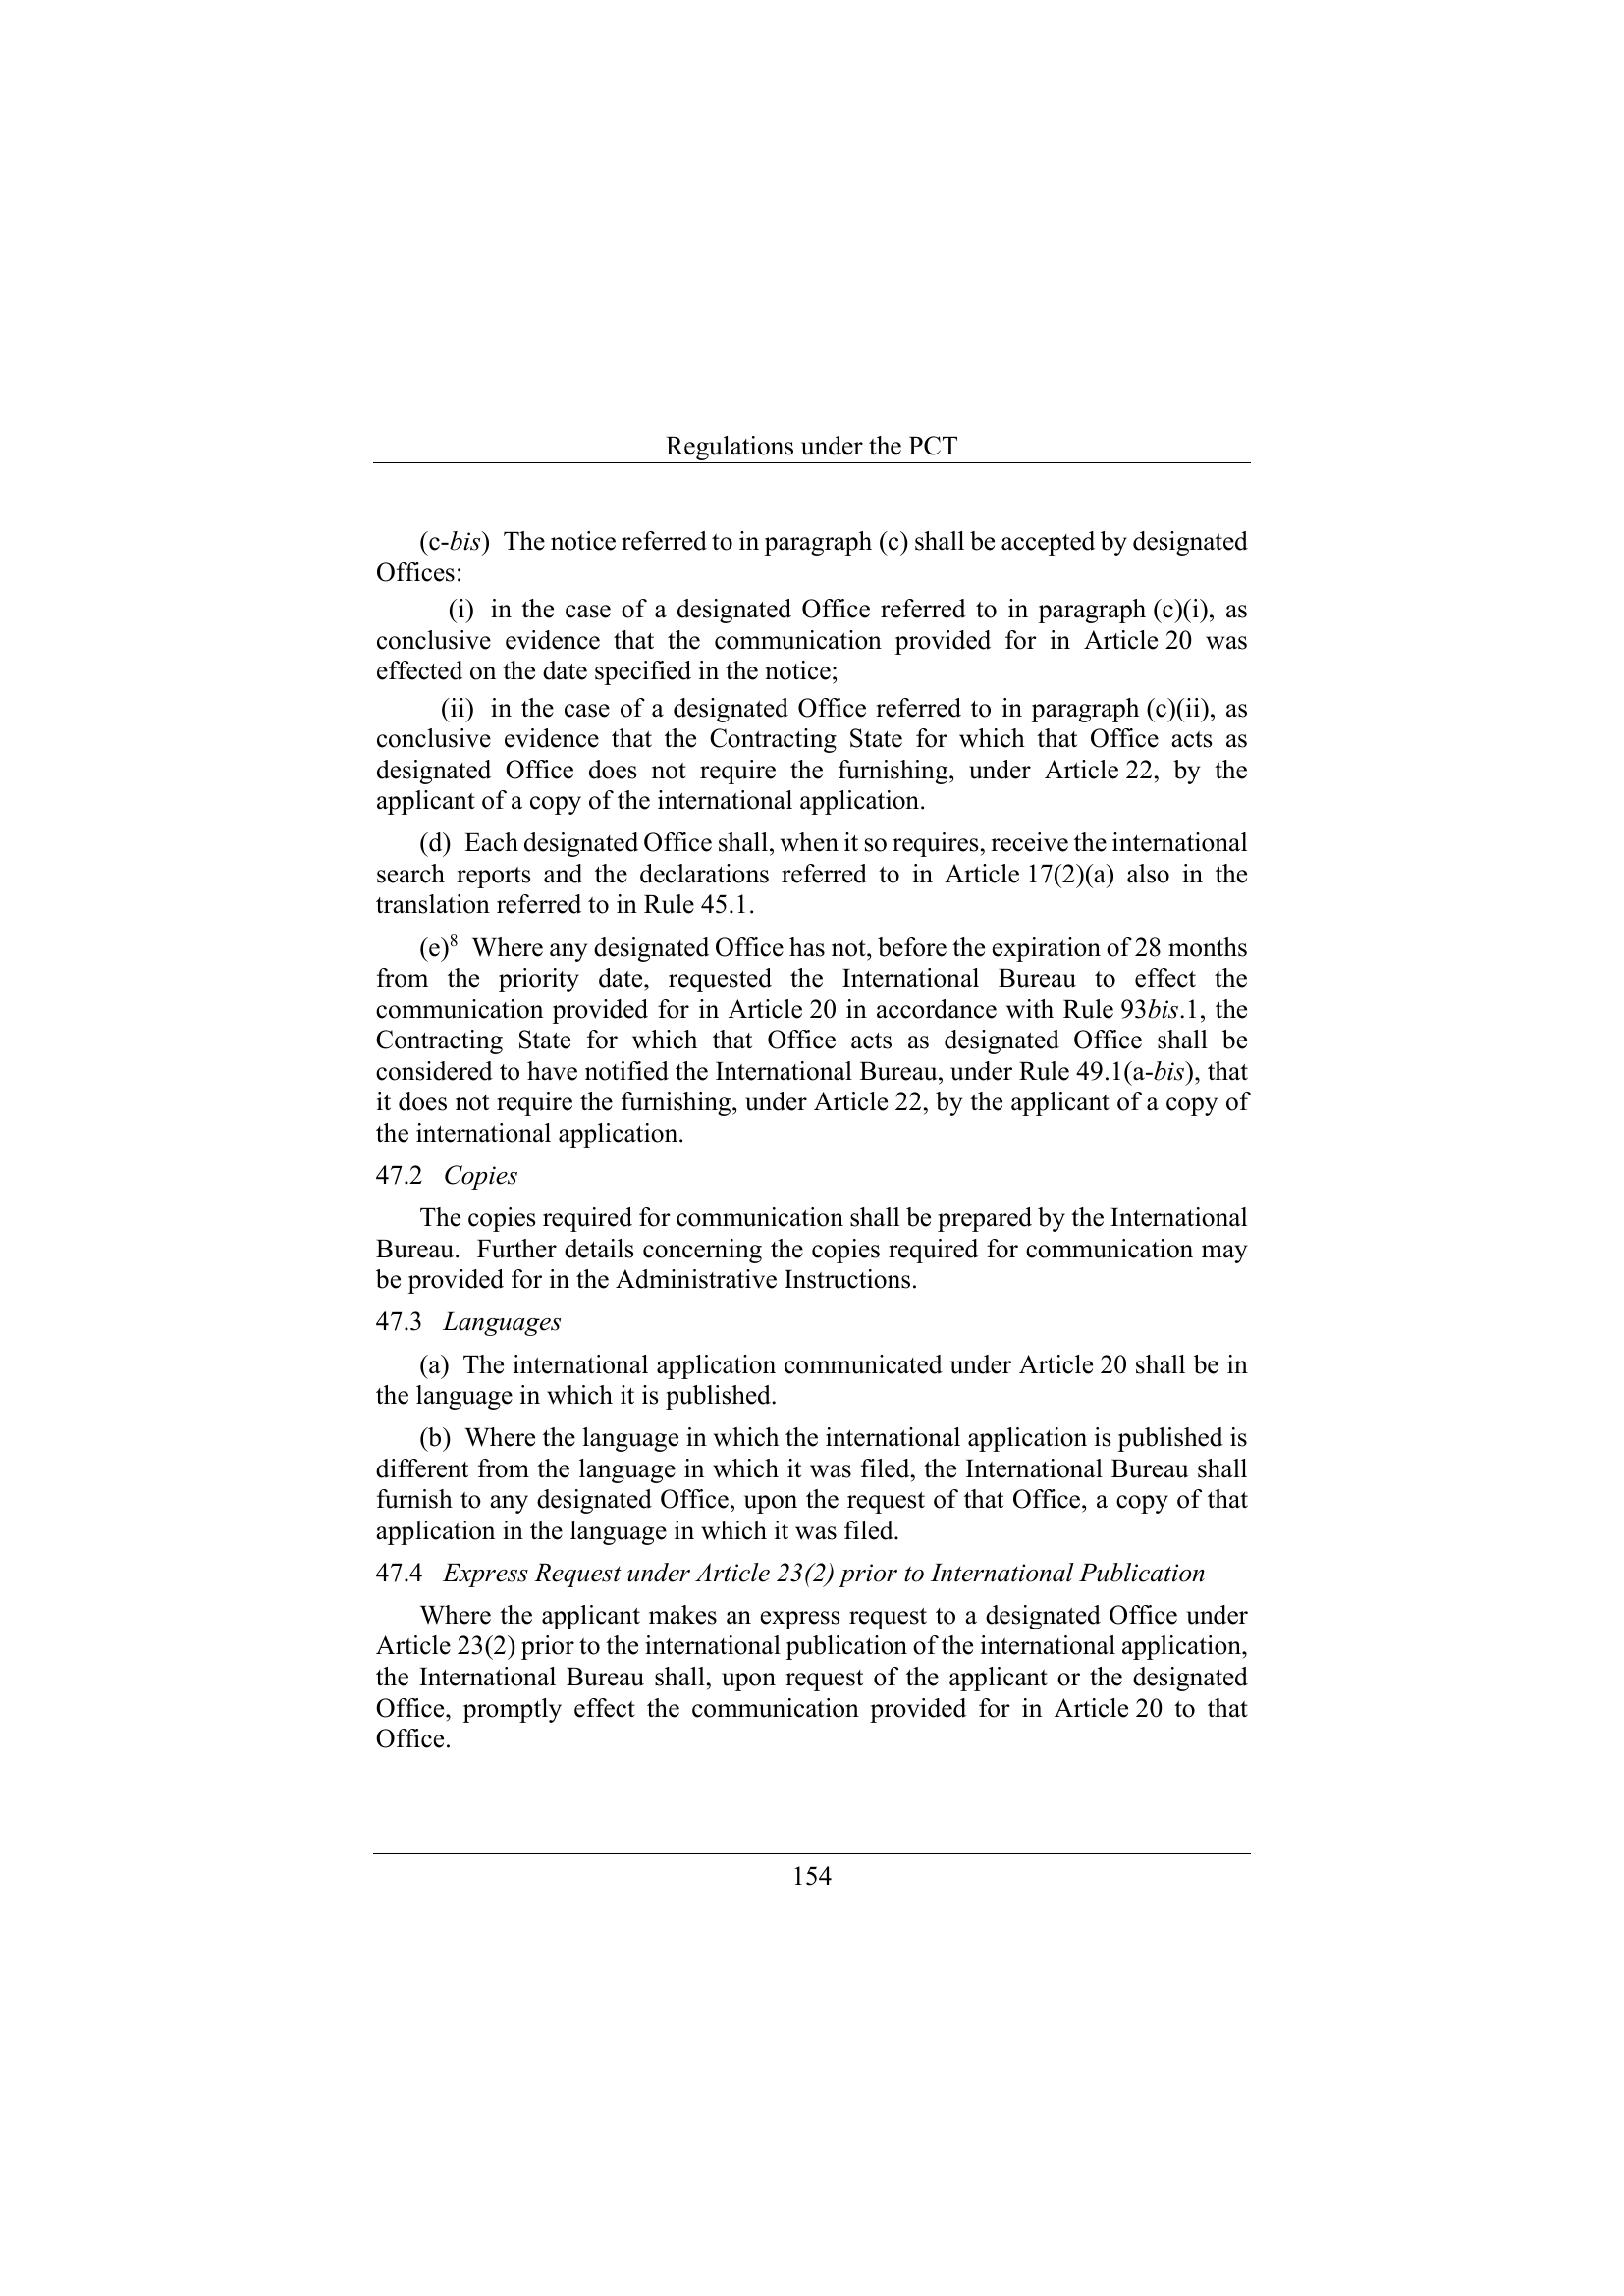 Regulations under the PCT
(c-bis) The notice referred to in paragraph (c) shall be accepted by designated
Offices:
(i) in the case of a designated Office referred to in paragraph (c)(i), as
conclusive evidence that the communication provided for in Article 20 was
effected on the date specified in the notice;
(ii) in the case of a designated Office referred to in paragraph (c)(ii), as
conclusive evidence that the Contracting State for which that Office acts as
designated Office does not require the furnishing, under Article 22, by the
applicant of a copy of the international application.
(d) Each designated Office shall, when it so requires, receive the international
search reports and the declarations referred to in Article 17(2)(a) also in the
translation referred to in Rule 45.1.
(e)8 Where any designated Office has not, before the expiration of 28 months
from the priority date, requested the International Bureau to effect the
communication provided for in Article 20 in accordance with Rule 93bis.1, the
Contracting State for which that Office acts as designated Office shall be
considered to have notified the International Bureau, under Rule 49.1(a-bis), that
it does not require the furnishing, under Article 22, by the applicant of a copy of
the international application.
47.2 Copies
The copies required for communication shall be prepared by the International
Bureau. Further details concerning the copies required for communication may
be provided for in the Administrative Instructions.
47.3 Languages
(a) The international application communicated under Article 20 shall be in
the language in which it is published.
(b) Where the language in which the international application is published is
different from the language in which it was filed, the International Bureau shall
furnish to any designated Office, upon the request of that Office, a copy of that
application in the language in which it was filed.
47.4 Express Request under Article 23(2) prior to International Publication
Where the applicant makes an express request to a designated Office under
Article 23(2) prior to the international publication of the international application,
the International Bureau shall, upon request of the applicant or the designated
Office, promptly effect the communication provided for in Article 20 to that
Office.
154